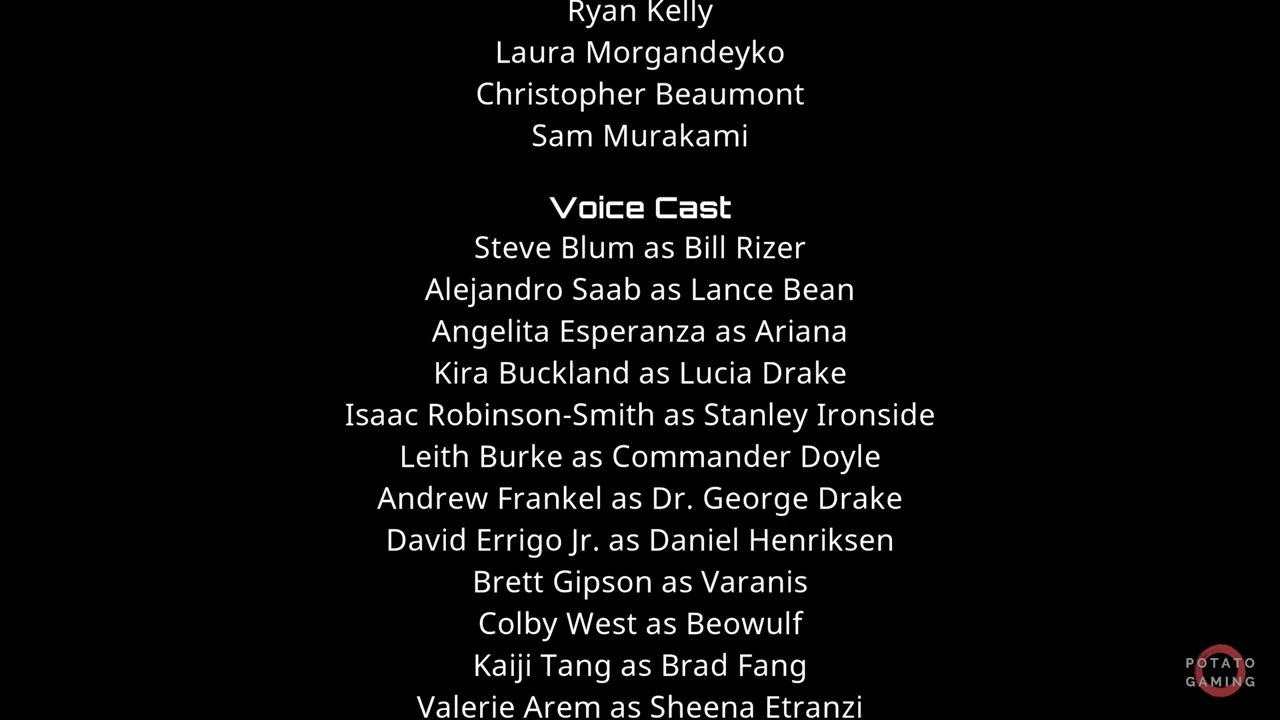 Ryan Kelly
Laura Morgandeyko
Christopher Beaumont
Sam Murakami
Voice Cast
Steve Blum as Bill Rizer
Alejandro Saab as Lance Bean
Angelita Esperanza as Ariana
Kira Buckland as Lucia Drake
Isaac Robinson-Smith as Stanley Ironside
Leith Burke as Commander Doyle
Andrew Frankel as Dr. George Drake
David Errigo Jr. as Daniel Henriksen
Brett Gipson as Varanis
Colby West as Beowulf
Kaiji Tang as Brad Fang
Valerie Arem as Sheena Etranzi
POTATO
GAMING